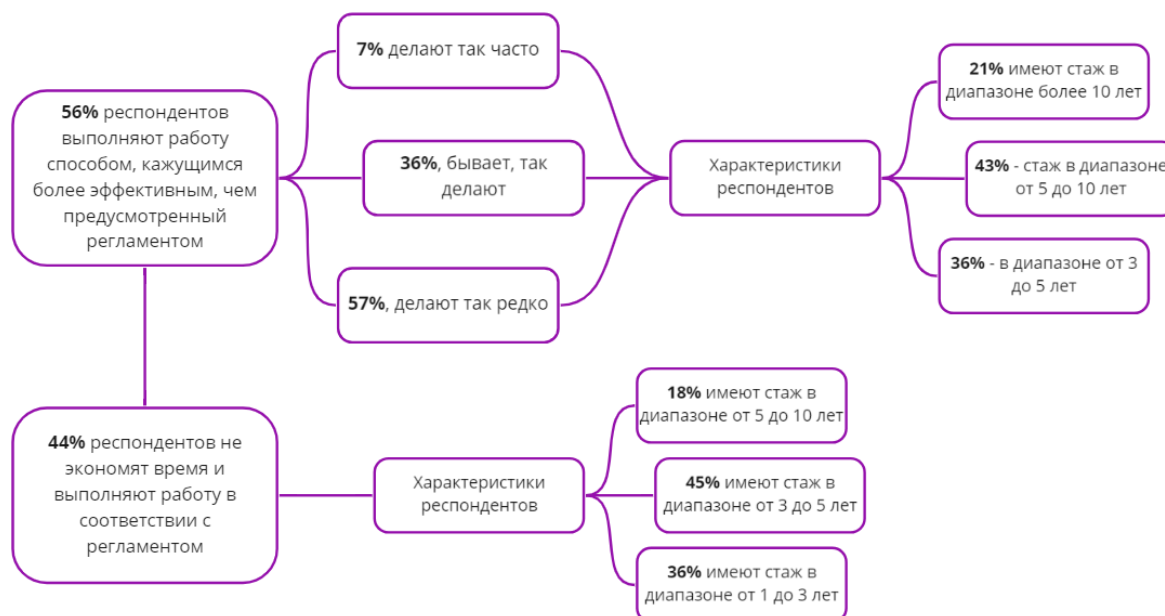 56% респондентов
выполняют работу
способом, кажущимся
более эффективным, чем
предусмотренный
регламентом
7% делают так часто
36%, бывает, так
делают
57%, делают так редко
Характеристики
респондентов
21% имеют стаж в
диапазоне более 10 лет
43% - стаж в диапазоне
от 5 до 10 лет
36% - в диапазоне от 3
до 5 лет
44% респондентов не
экономят время и
выполняют работу в
соответствии с
регламентом
Характеристики
респондентов
18% имеют стаж в
диапазоне от 5 до 10 лет
45% имеют стаж в
диапазоне от 3 до 5 лет
36% имеют стаж в
диапазоне от 1 до 3 лет